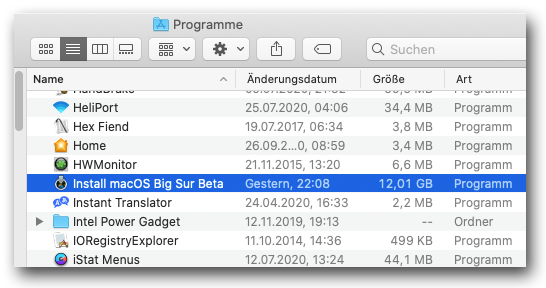 Programme
Suchen
Name Änderungsdatum Größe Art
HandBrake
HeliPort 25.07.2020, 04:06 34,4 MB Programm
Hex Fiend 19.07.2017, 06:34 3,8 MB Programm
Home 26.09.2...0, 08:59 3,4 MB Programm
HWMonitor 21.11.2015, 13:20 6,6 MB Programm
Install macOS Big Sur Beta Gestern, 22:08 12,01 GB Programm
Instant Translator 24.04.2020, 16:33 2,2 MB Programm
Intel Power Gadget 12.11.2019, 19:13 -- Ordner
IORegistryExplorer 11.10.2014, 14:36 499 KB Programm
iStat Menus 12.07.2020, 13:24 44,1 MB Programm